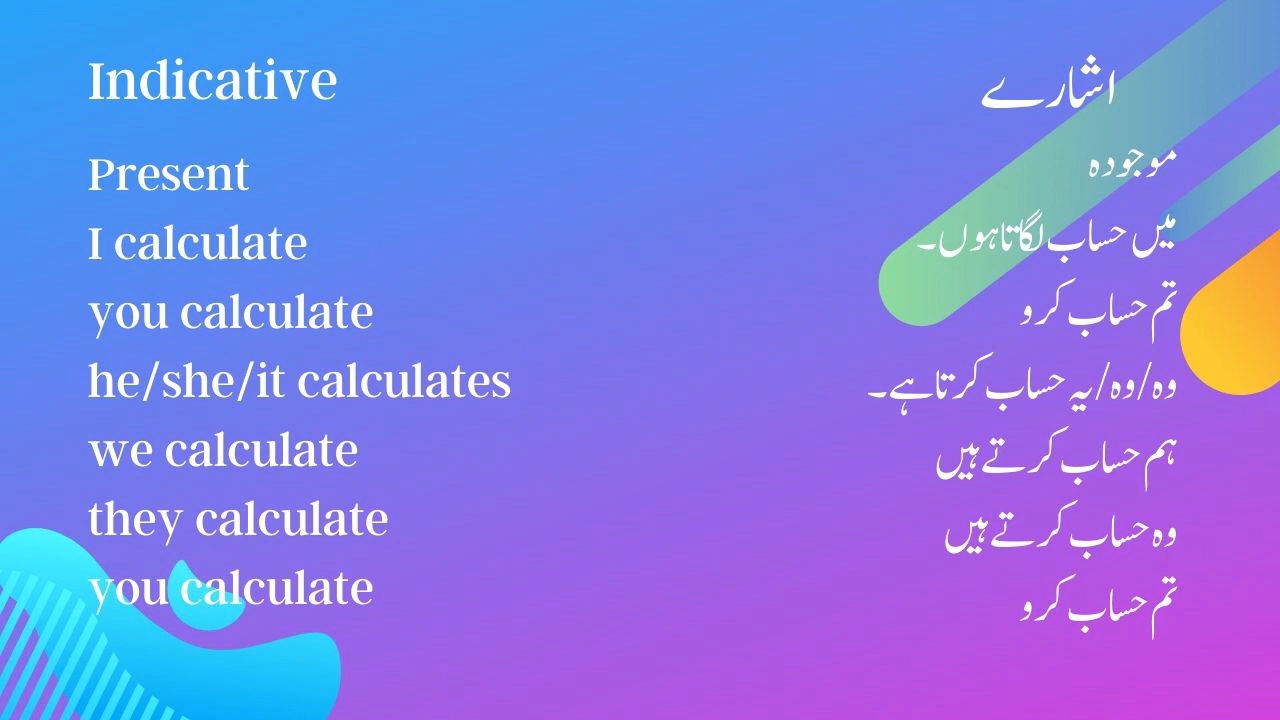 Indicative
Present
I calculate
you calculate
he/she/it calculates
we calculate
they calculate
you calculate
اشارے
موجودہ
میں حساب لگاتا ہوں۔
تم حساب کرو
وہ/وہ/یہ حساب کرتا ہے۔
ہم حساب کرتے ہیں
وہ حساب کرتے ہیں
تم حساب کرو